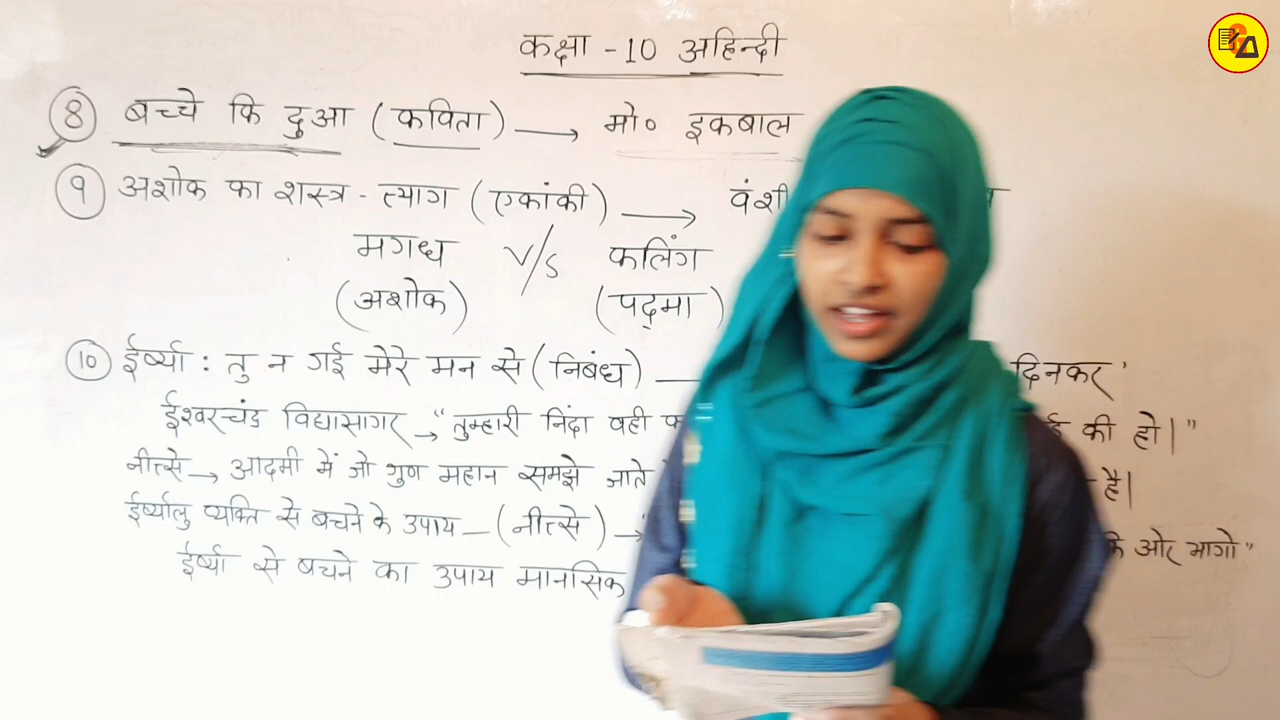 कक्षा - 10 अहिन्दी
8 बच्चे कि दुआ (कविता) → मो० इकबाल
9 अशोक का शस्त्र - त्याग (एकांकी) → वंशी
मगध V/S कलिंग
(अशोक) (पद्मा)
10 ईर्ष्या : तु न गई मेरे मन से (निबंध) दिनकर'
ईश्वरचंड विद्यासागर → "तुम्हारी निंदा वही की हो।"
नीत्से → आदमी में जो गुण महान समझे जाते है।
ईर्ष्यालु व्यक्ति से बचने के उपाय - (नीत्से) → ओर भागो"
ईर्ष्या से बचने का उपाय मानसिक